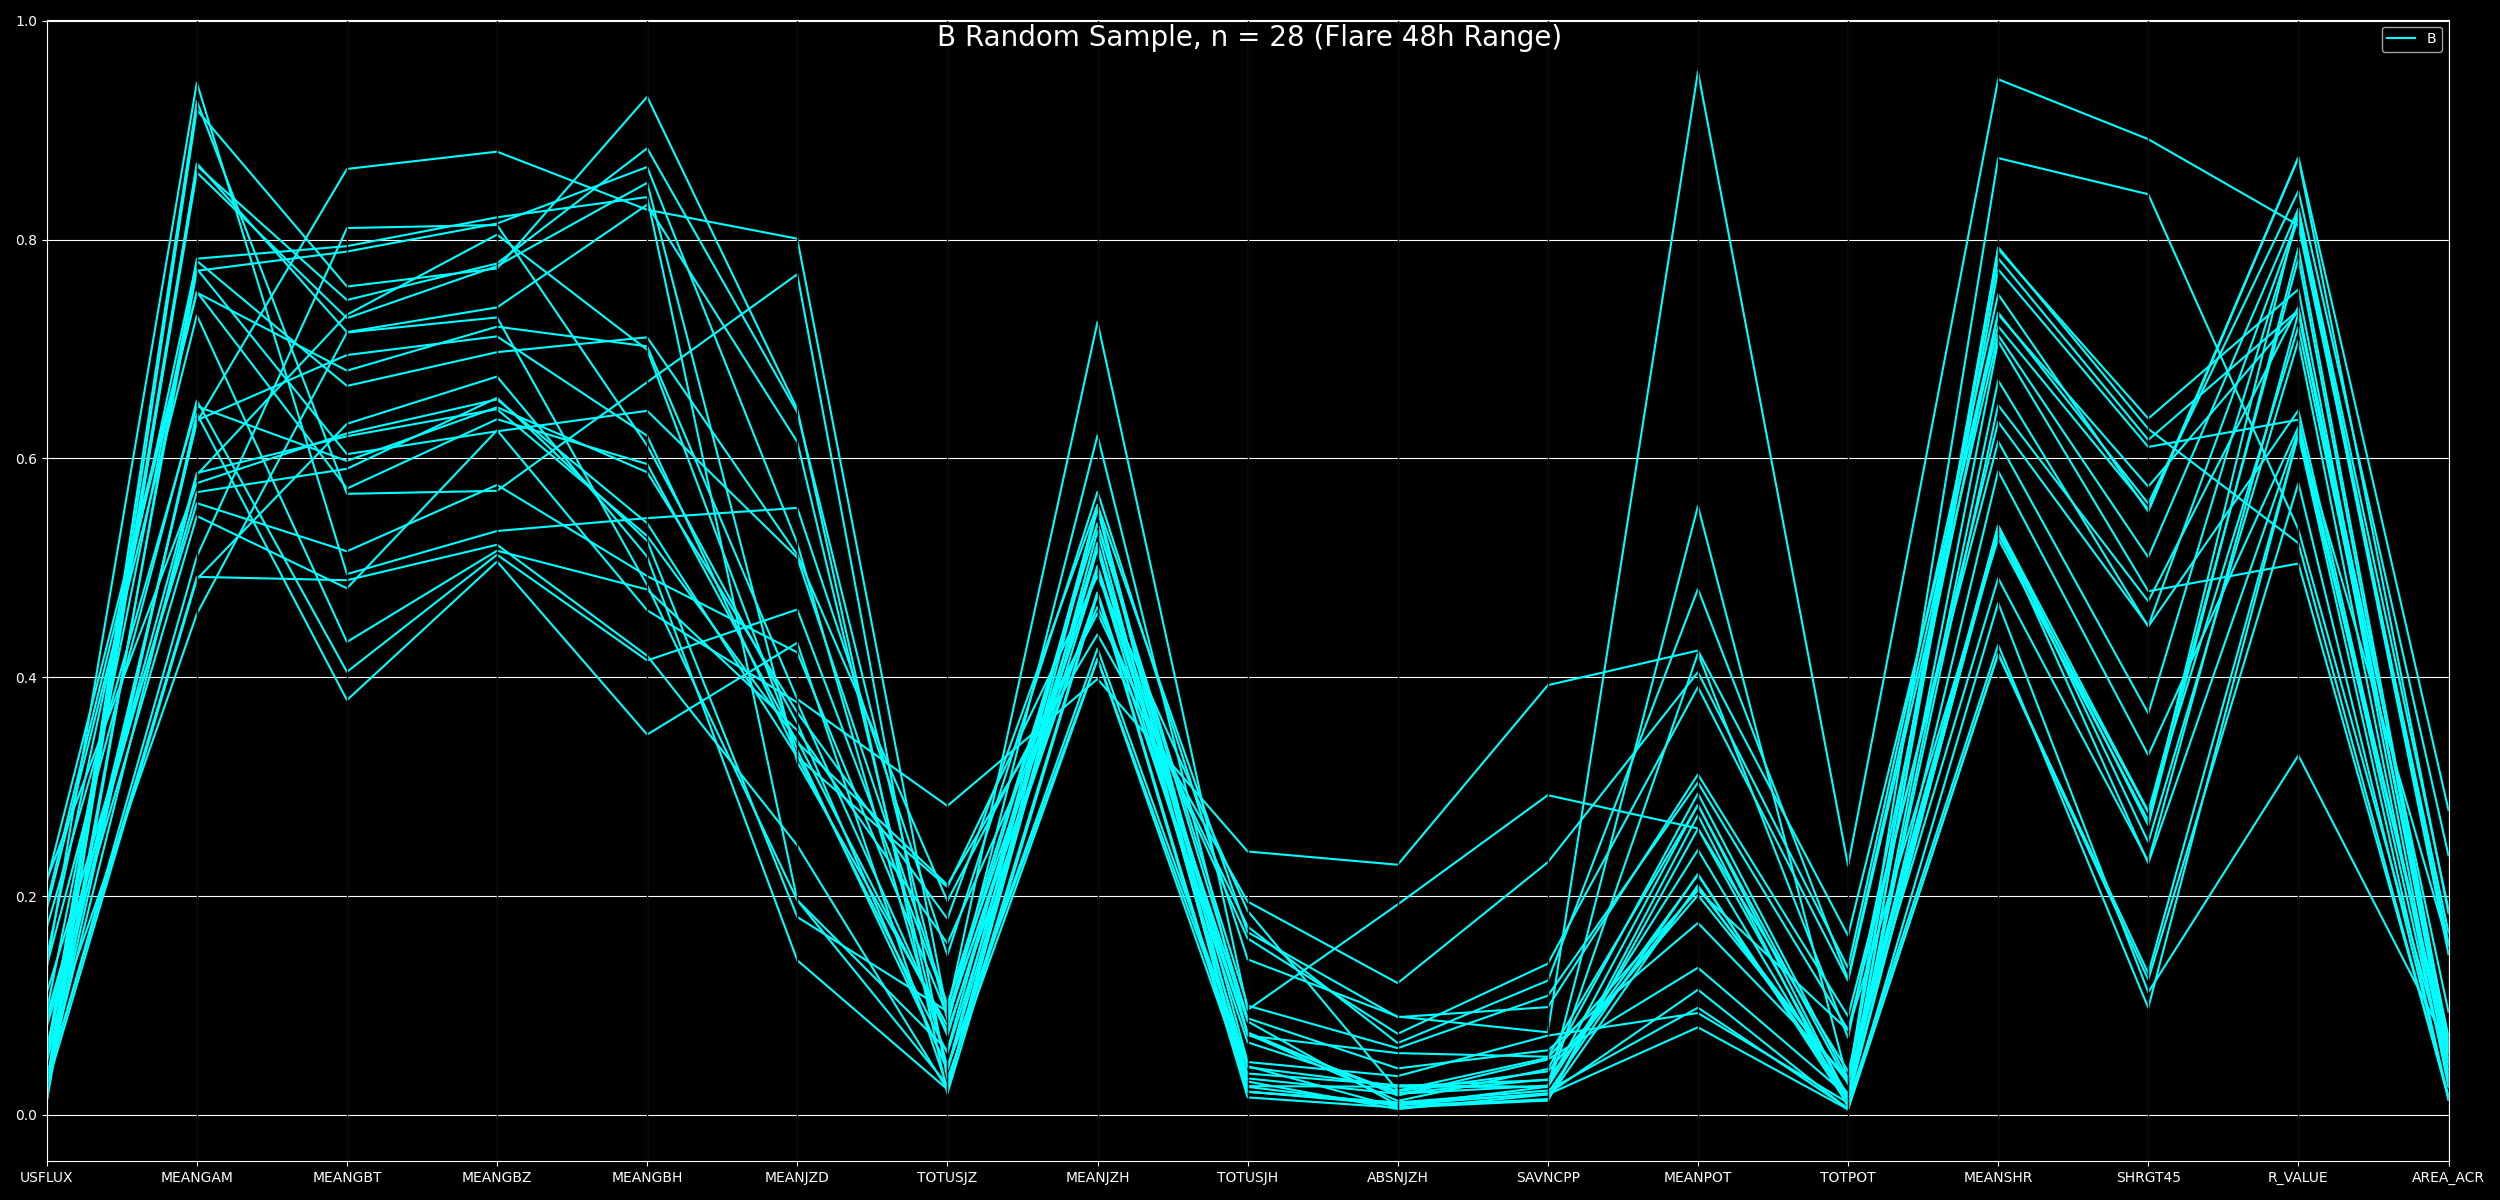 B Random Sample, n = 28 (Flare 48h Range)
B
1.0
0.8
0.6
0.4
0.2
0.0
USFLUX MEANGAM MEANGBT MEANGBZ MEANGBH MEANJZD TOTUSJZ MEANJZH TOTUSJH ABSNJZH SAVNCPP MEANPOT TOTPOT MEANSHR SHRGT45 R_VALUE AREA_ACR